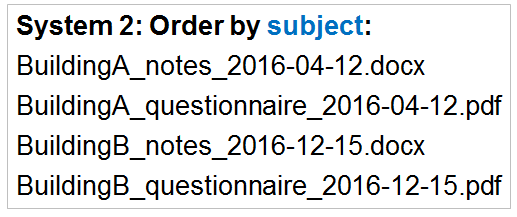 System 2: Order by subject:
BuildingA_notes_2016-04-12.docx
BuildingA_questionnaire_2016-04-12.pdf
BuildingB_notes_2016-12-15.docx
BuildingB_questionnaire_2016-12-15.pdf